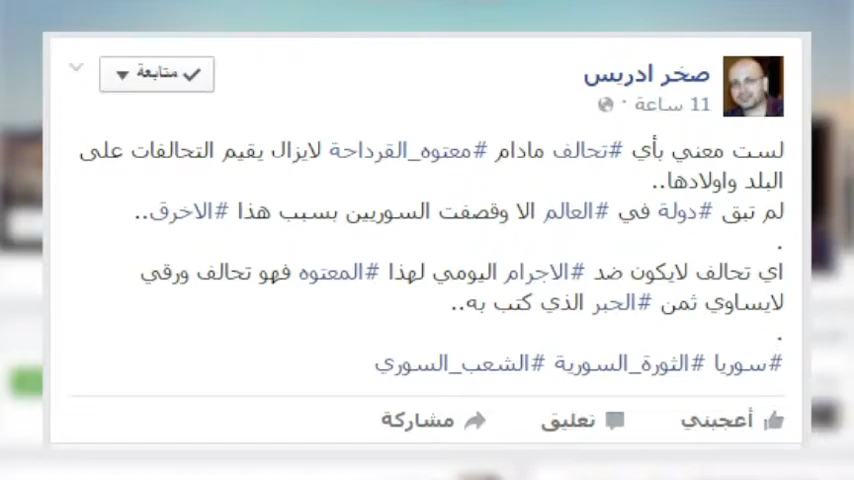 صخر ادريس
متابعة
11 ساعة ·
لست معني بأي #تحالف مادام #معتوه_القرداحة لايزال يقيم التحالفات على
البلد واولادها..
لم تبق #دولة في #العالم الا وقصفت السوريين بسبب هذا #الاخرق..
.
اي تحالف لايكون ضد #الاجرام اليومي لهذا #المعتوه فهو تحالف ورقي
لايساوي ثمن #الحبر الذي كتب به..
.
#سوريا #الثورة_السورية #الشعب_السوري
أعجبني تعليق مشاركة